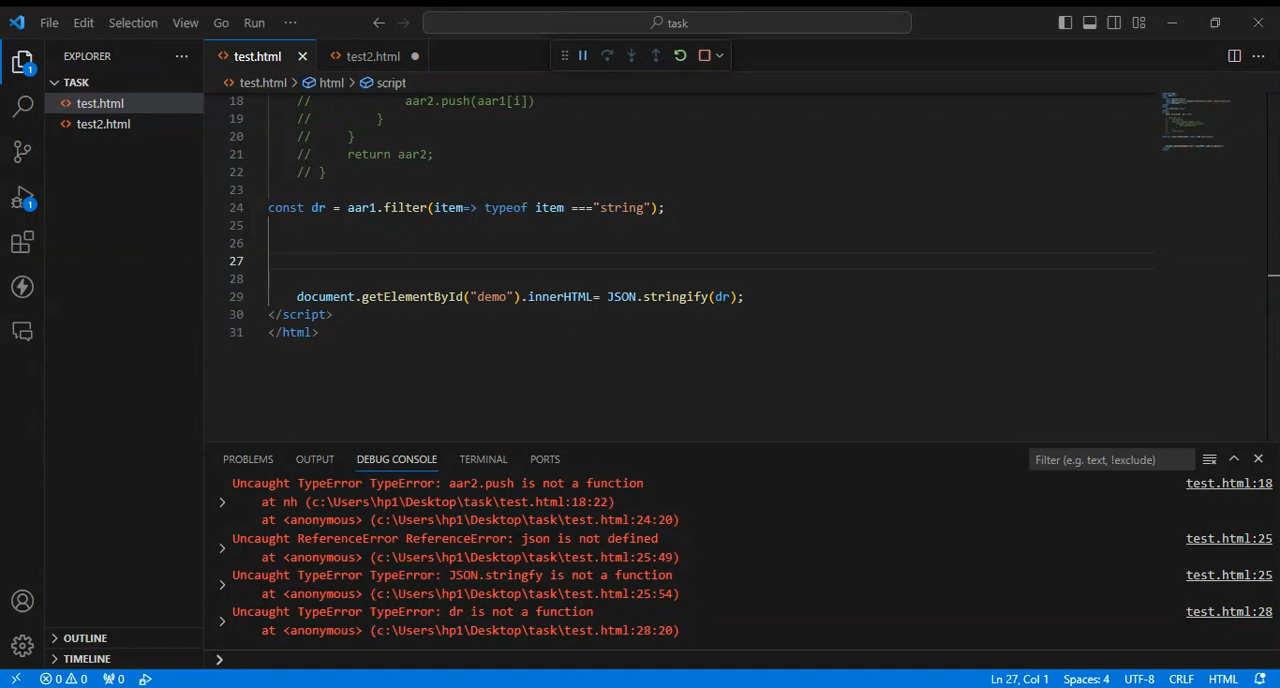 File Edit Selection View Go Run ··· task
EXPLORER ···
TASK
test.html
test2.html
OUTLINE
TIMELINE
1
1
test.html test2.html
test.html > html > script
18 // aar2.push(aar1[i])
19 // }
20 // }
21 // return aar2;
22 // }
23
24 const dr = aar1.filter(item=> typeof item ==="string");
25
26
27
28
29 document.getElementById("demo").innerHTML= JSON.stringify(dr);
30 </script>
31 </html>
PROBLEMS OUTPUT DEBUG CONSOLE TERMINAL PORTS Filter (e.g. text, !exclude)
Uncaught TypeError TypeError: aar2.push is not a function test.html:18
at nh (c:\Users\hp1\Desktop\task\test.html:18:22)
at <anonymous> (c:\Users\hp1\Desktop\task\test.html:24:20)
Uncaught ReferenceError ReferenceError: json is not defined test.html:25
at <anonymous> (c:\Users\hp1\Desktop\task\test.html:25:49)
Uncaught TypeError TypeError: JSON.stringfy is not a function test.html:25
at <anonymous> (c:\Users\hp1\Desktop\task\test.html:25:54)
Uncaught TypeError TypeError: dr is not a function test.html:28
at <anonymous> (c:\Users\hp1\Desktop\task\test.html:28:20)
>
0 0 0 Ln 27, Col 1 Spaces: 4 UTF-8 CRLF HTML